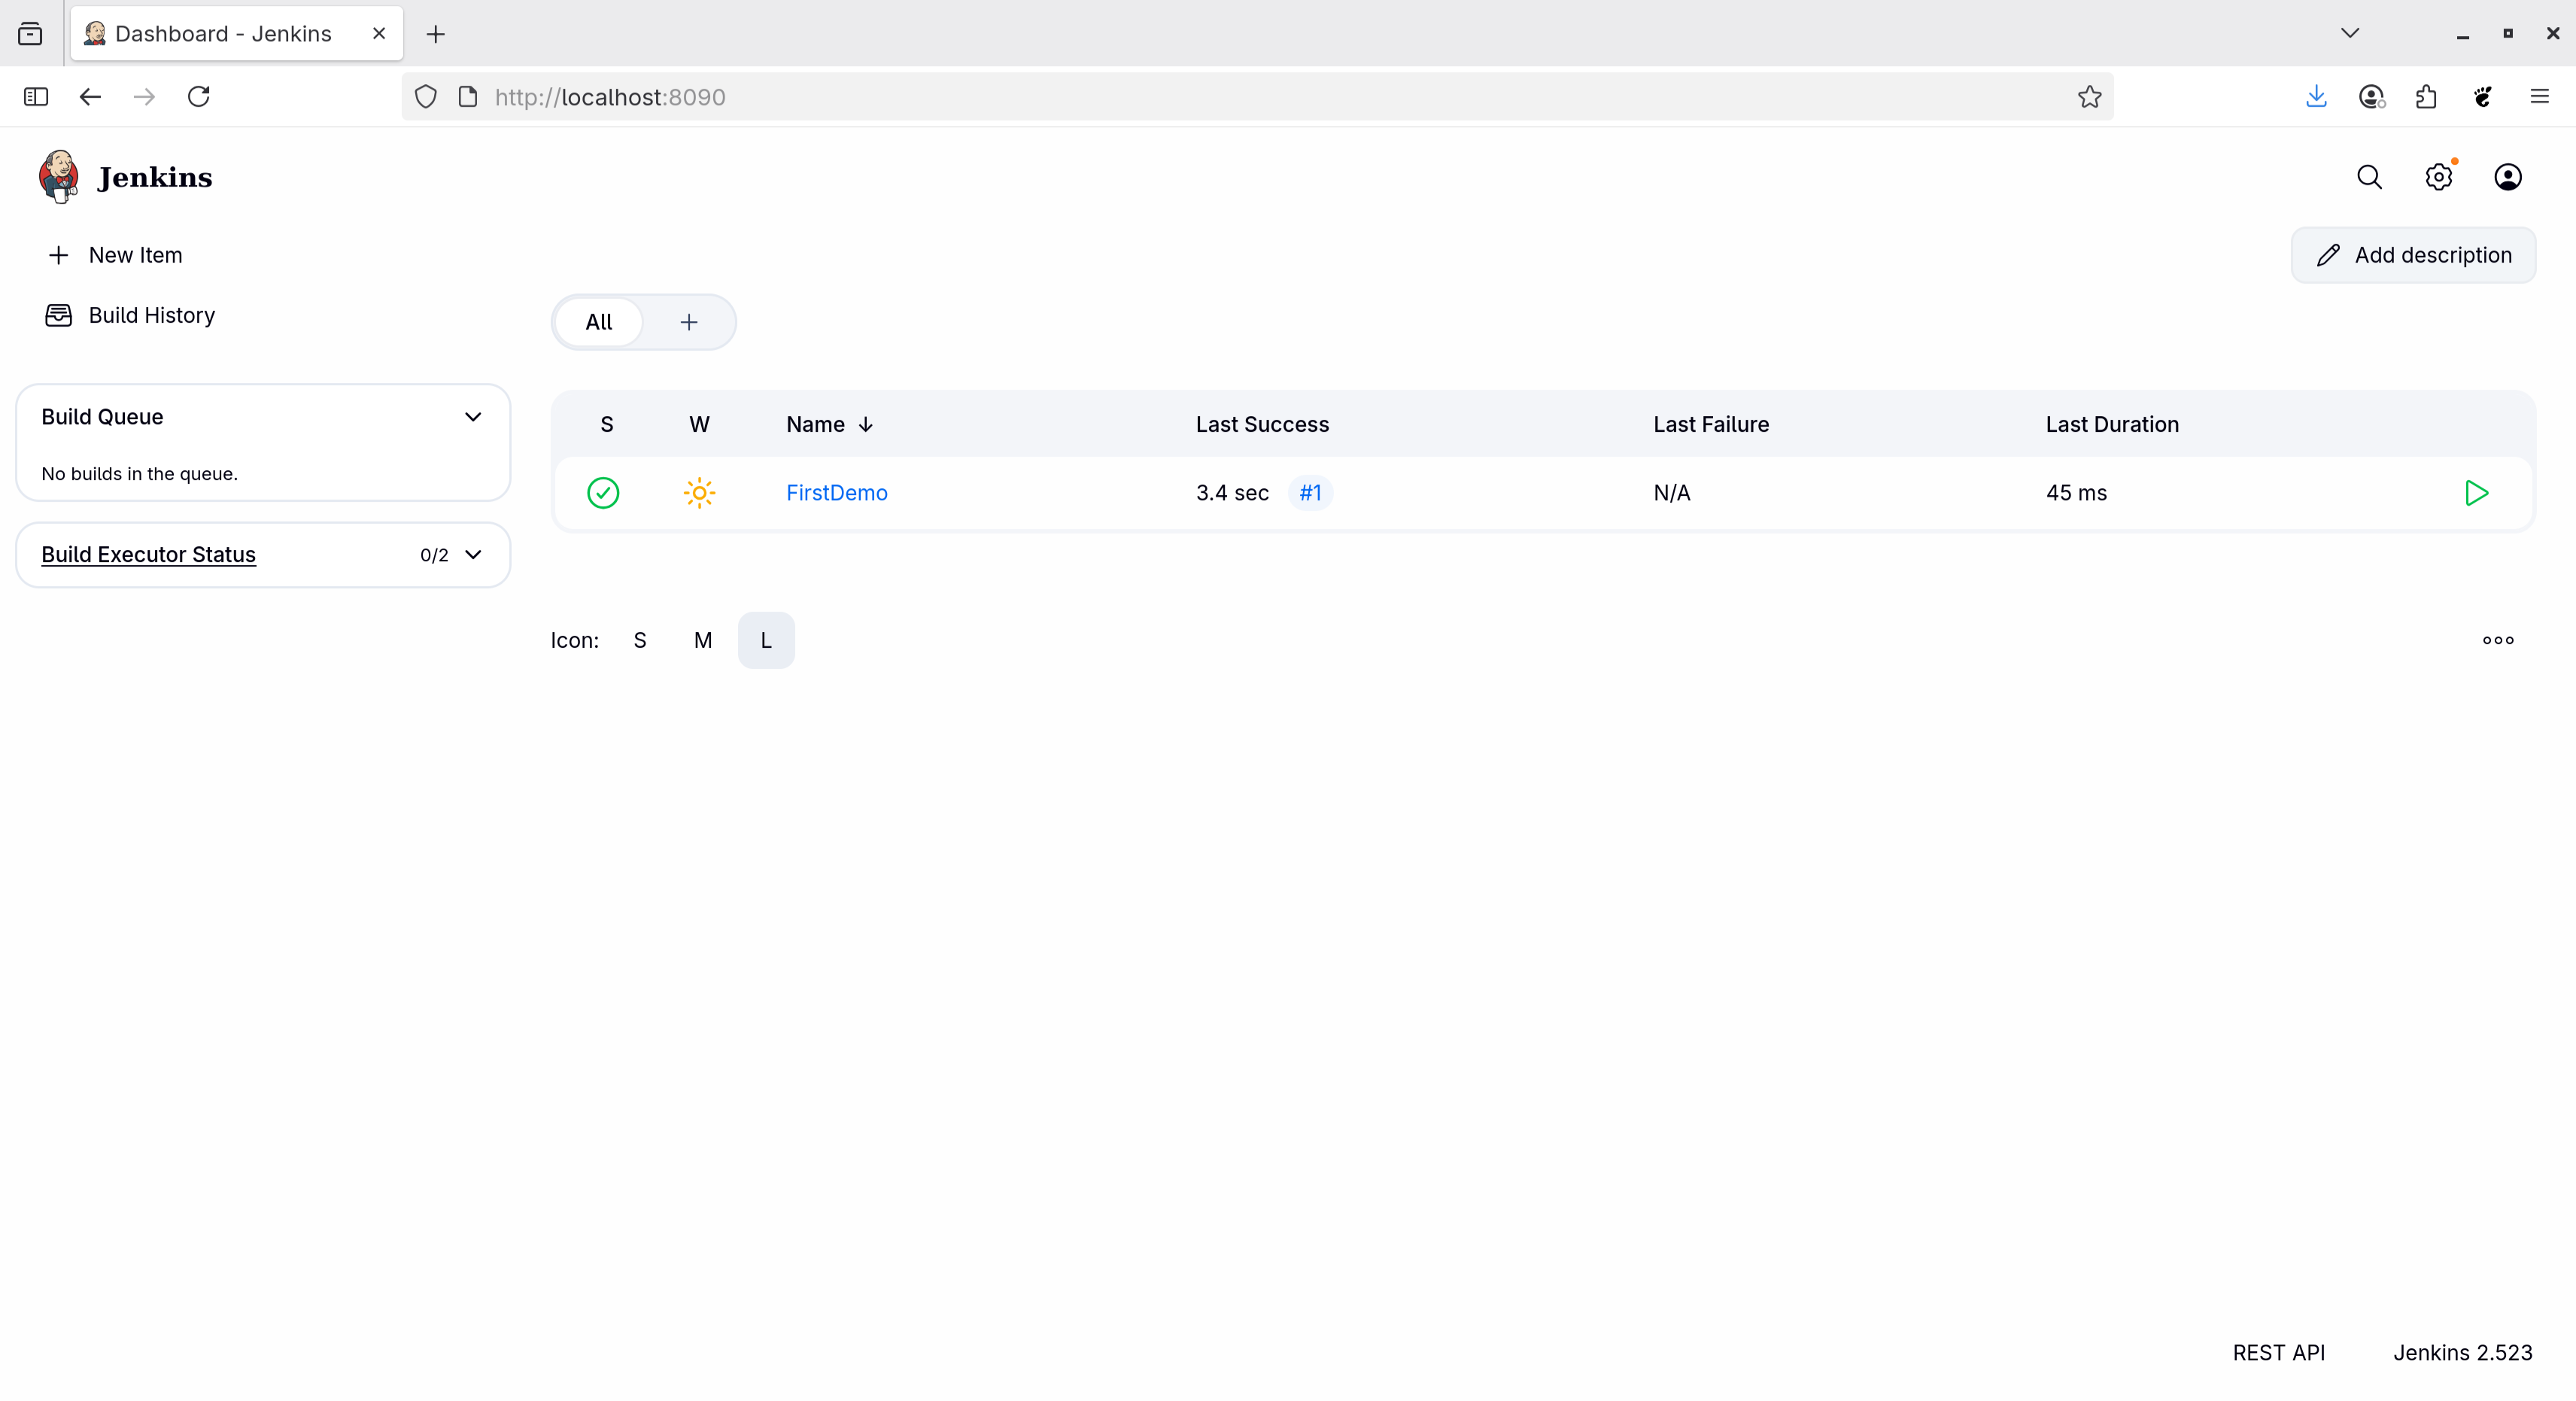 Dashboard - Jenkins
http://localhost:8090
Jenkins
New Item
Add description
Build History
All
Build Queue
No builds in the queue.
Build Executor Status 0/2
S W Name Last Success Last Failure Last Duration
FirstDemo 3.4 sec #1 N/A 45 ms
Icon: S M L
REST API Jenkins 2.523